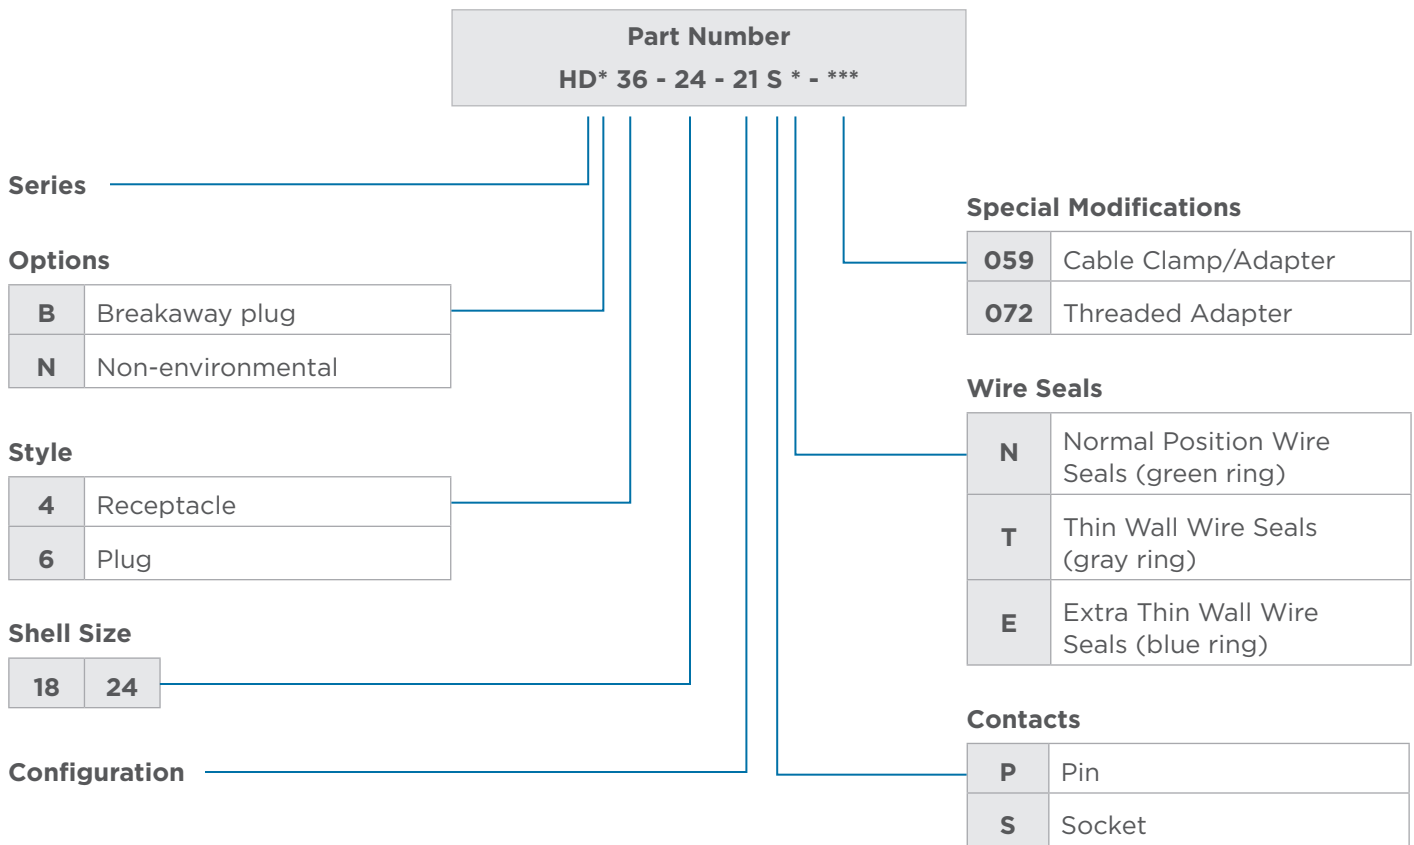 Part Number
HD* 36 - 24 - 21 S * - ***
Series
Options
B Breakaway plug
N Non-environmental
Style
4 Receptacle
6 Plug
Shell Size
18 24
Configuration
Special Modifications
059 Cable Clamp/Adapter
072 Threaded Adapter
Wire Seals
N Normal Position Wire
Seals (green ring)
T Thin Wall Wire Seals
(gray ring)
E Extra Thin Wall Wire
Seals (blue ring)
Contacts
P Pin
S Socket